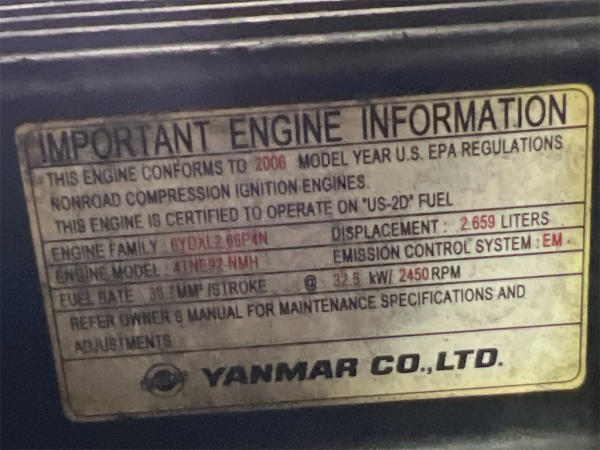 IMPORTANT ENGINE INFORMATION
THIS ENGINE CONFORMS TO 2006 MODEL YEAR U.S. EPA REGULATIONS
NONROAD COMPRESSION IGNITION ENGINES.
THIS ENGINE IS CERTIFIED TO OPERATE ON "US-2D" FUEL
ENGINE FAMILY : DISPLACEMENT : 2.659 LITERS
ENGINE MODEL : 4TNE92-NMH EMISSION CONTROL SYSTEM : EM
FUEL RATE /STROKE @ 32.5 kW/ 2450 RPM
REFER OWNER S MANUAL FOR MAINTENANCE SPECIFICATIONS AND
ADJUSTMENTS
YANMAR CO.,LTD.